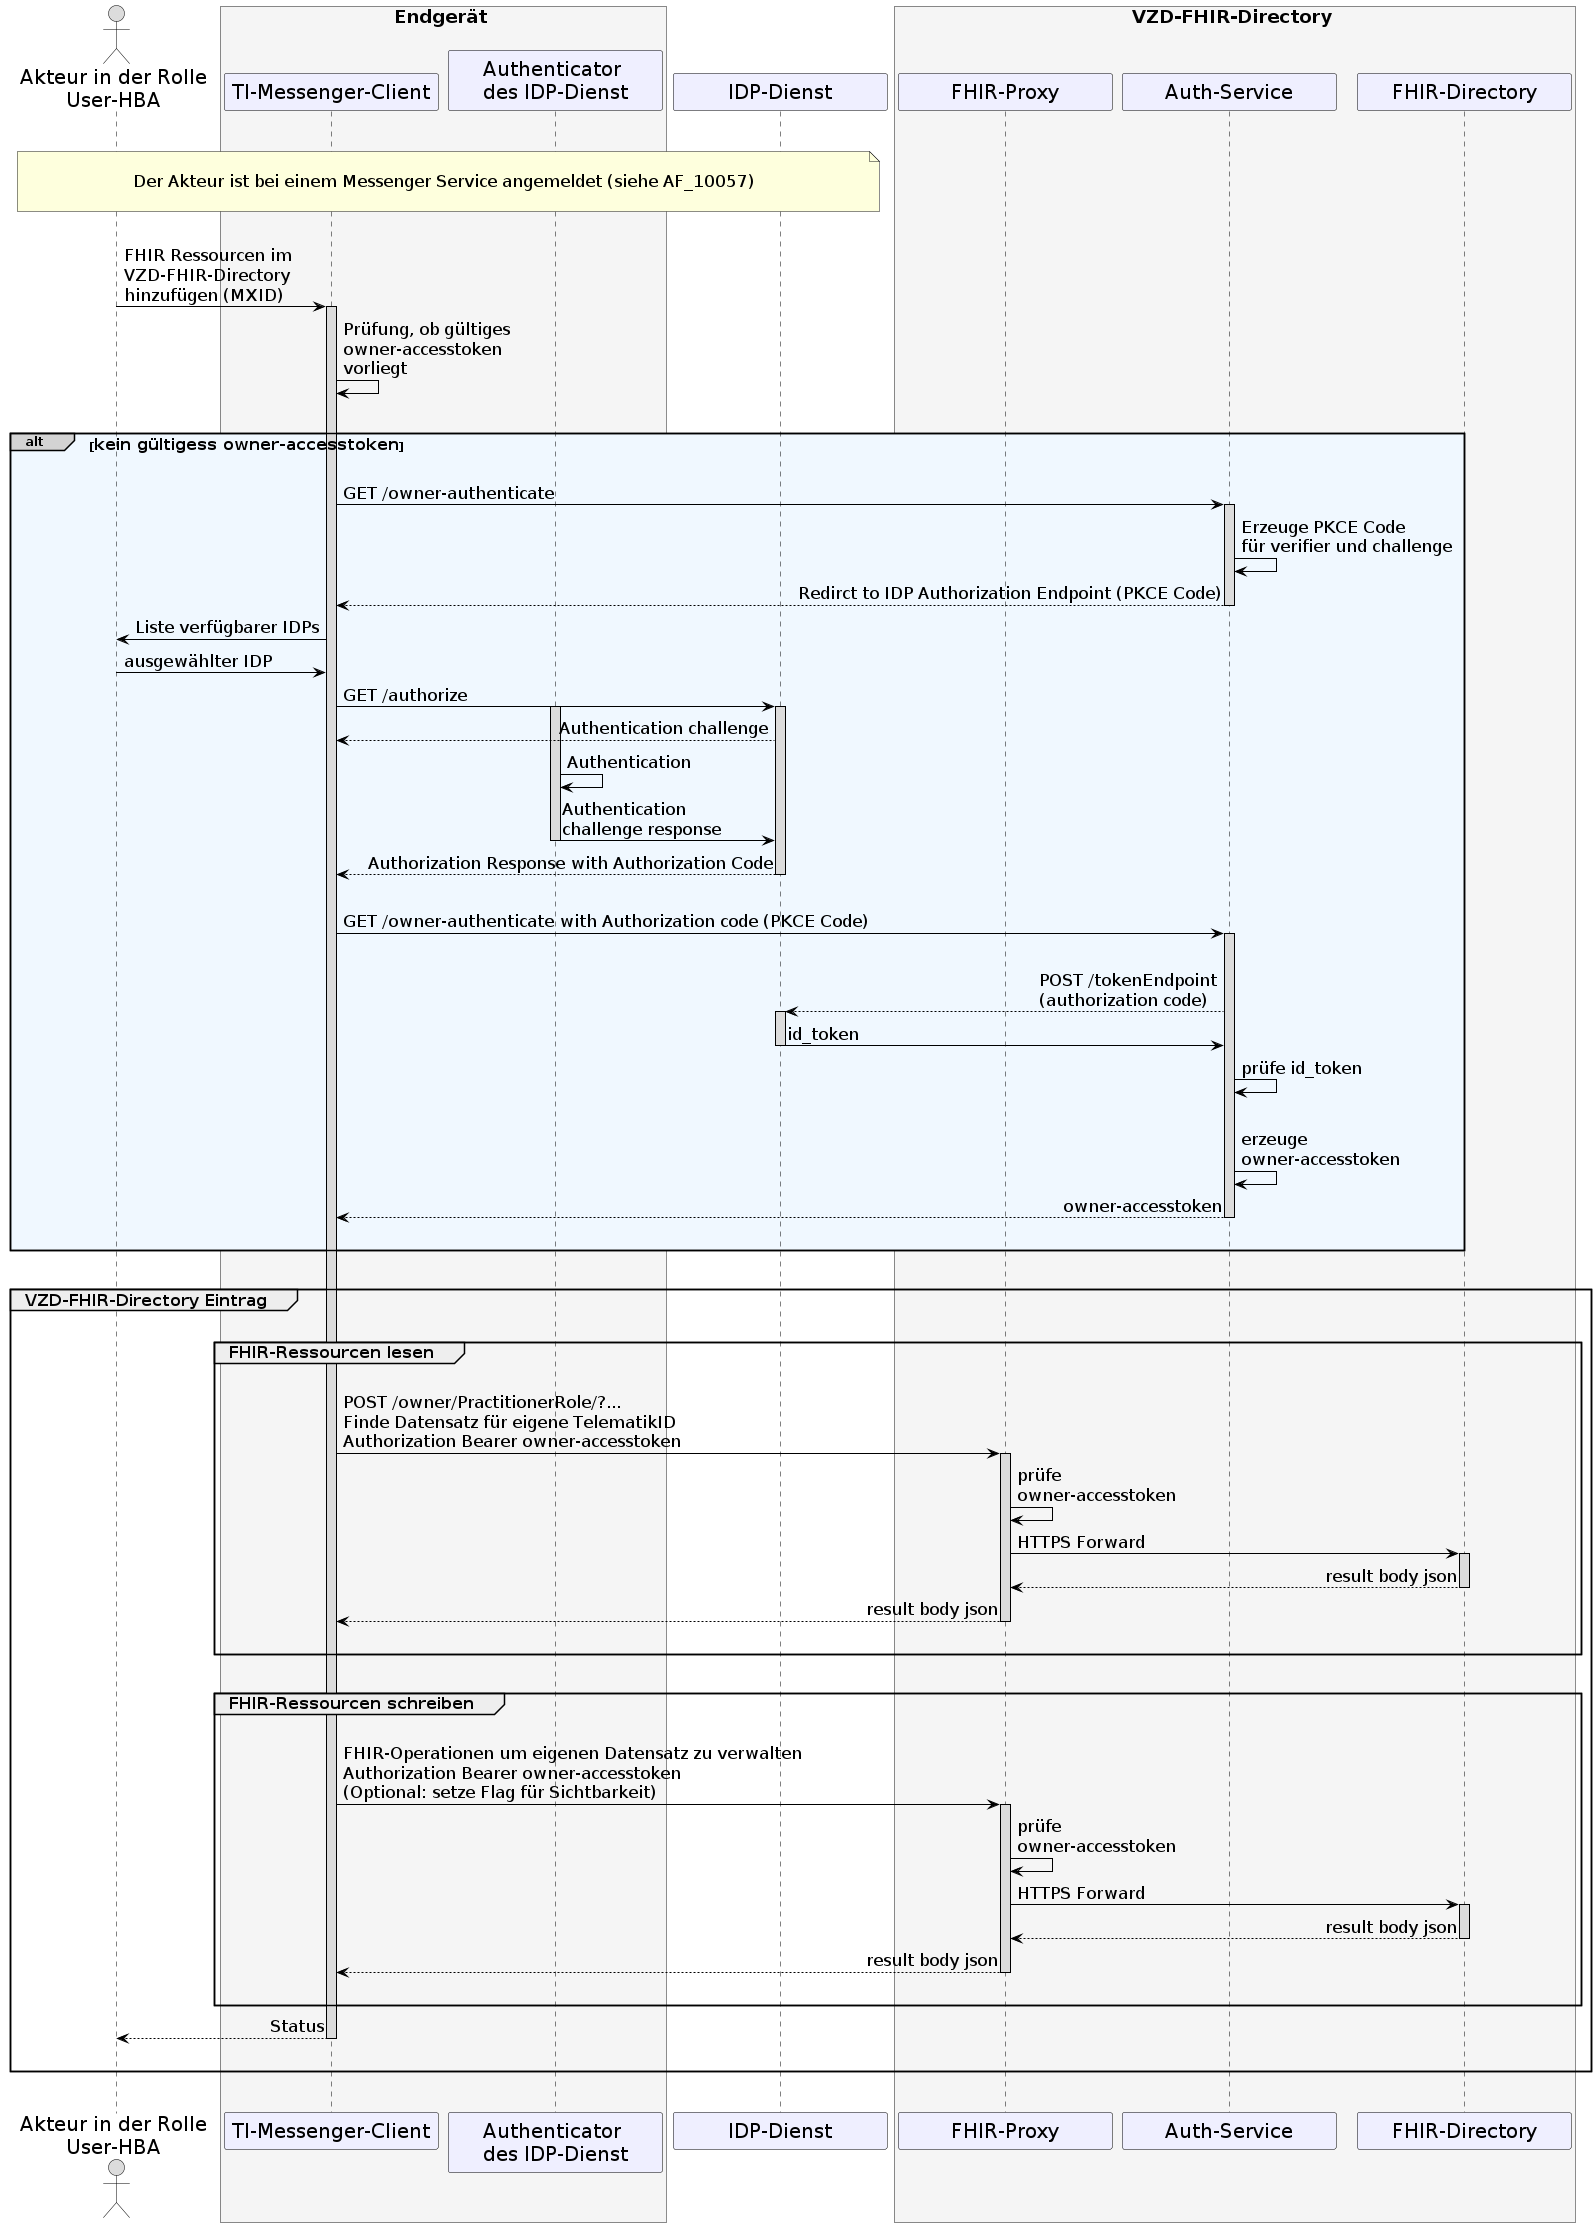 Endgerät
VZD-FHIR-Directory
Akteur in der Rolle
User-HBA
TI-Messenger-Client
Authenticator
des IDP-Dienst
IDP-Dienst
FHIR-Proxy
Auth-Service
FHIR-Directory
Der Akteur ist bei einem Messenger Service angemeldet (siehe AF_10057)
FHIR Ressourcen im
VZD-FHIR-Directory
hinzufügen (MXID)
Prüfung, ob gültiges
owner-accesstoken
vorliegt
alt
[kein gültigess owner-accesstoken]
GET /owner-authenticate
Erzeuge PKCE Code
für verifier und challenge
Redirct to IDP Authorization Endpoint (PKCE Code)
Liste verfügbarer IDPs
ausgewählter IDP
GET /authorize
Authentication challenge
Authentication
Authentication
challenge response
Authorization Response with Authorization Code
GET /owner-authenticate with Authorization code (PKCE Code)
POST /tokenEndpoint
(authorization code)
id_token
prüfe id_token
erzeuge
owner-accesstoken
owner-accesstoken
VZD-FHIR-Directory Eintrag
FHIR-Ressourcen lesen
POST /owner/PractitionerRole/?...
Finde Datensatz für eigene TelematikID
Authorization Bearer owner-accesstoken
prüfe
owner-accesstoken
HTTPS Forward
result body json
result body json
FHIR-Ressourcen schreiben
FHIR-Operationen um eigenen Datensatz zu verwalten
Authorization Bearer owner-accesstoken
(Optional: setze Flag für Sichtbarkeit)
prüfe
owner-accesstoken
HTTPS Forward
result body json
result body json
Status
Akteur in der Rolle
User-HBA
TI-Messenger-Client
Authenticator
des IDP-Dienst
IDP-Dienst
FHIR-Proxy
Auth-Service
FHIR-Directory